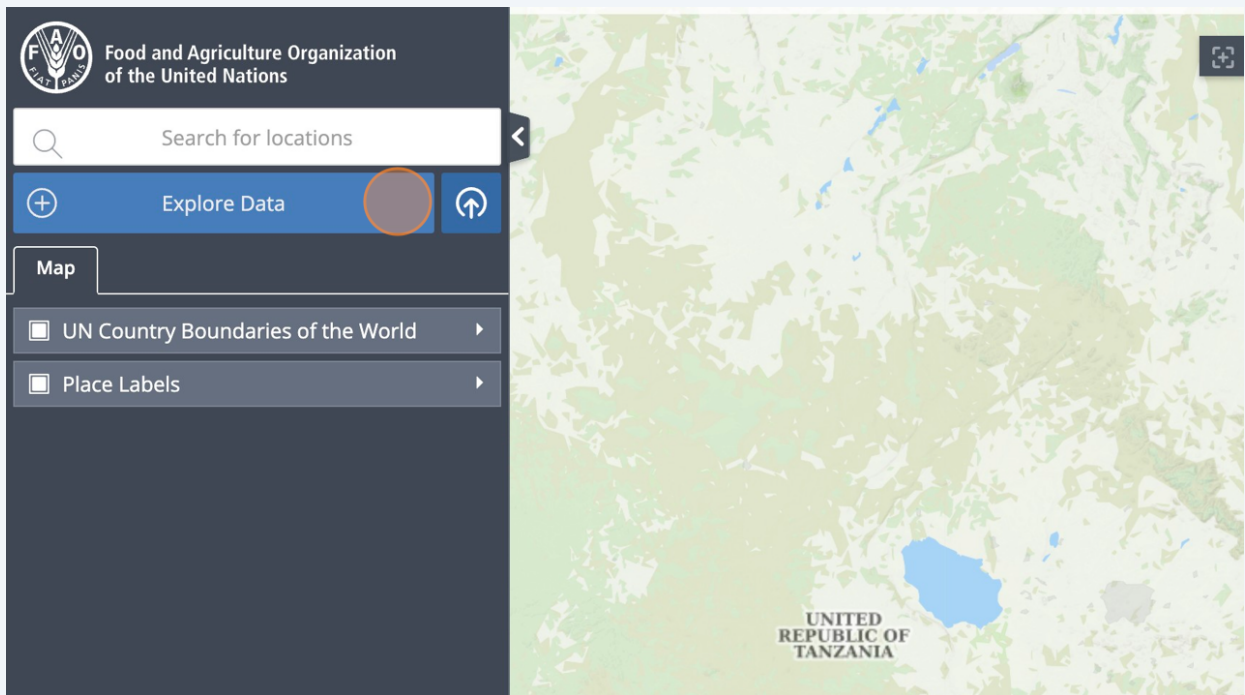 F A O
FIAT PANIS
Food and Agriculture Organization
of the United Nations
Search for locations
Explore Data
Map
UN Country Boundaries of the World
Place Labels
UNITED
REPUBLIC OF
TANZANIA